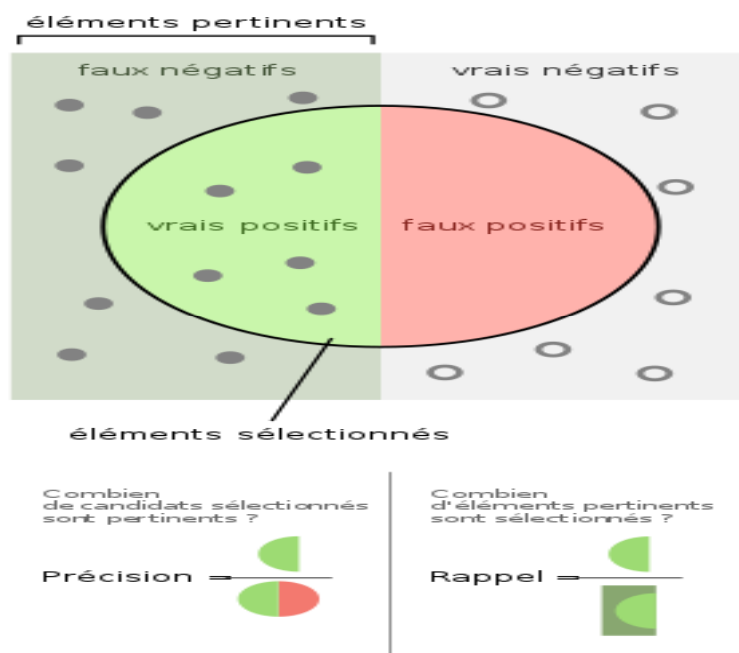 éléments pertinents
faux négatifs
vrais négatifs
vrais positifs
faux positifs
éléments sélectionnés
Combien
de candidats sélectionnés
sont pertinents ?
Précision =
Combien
d'éléments pertinents
sont sélectionnés ?
Rappel =